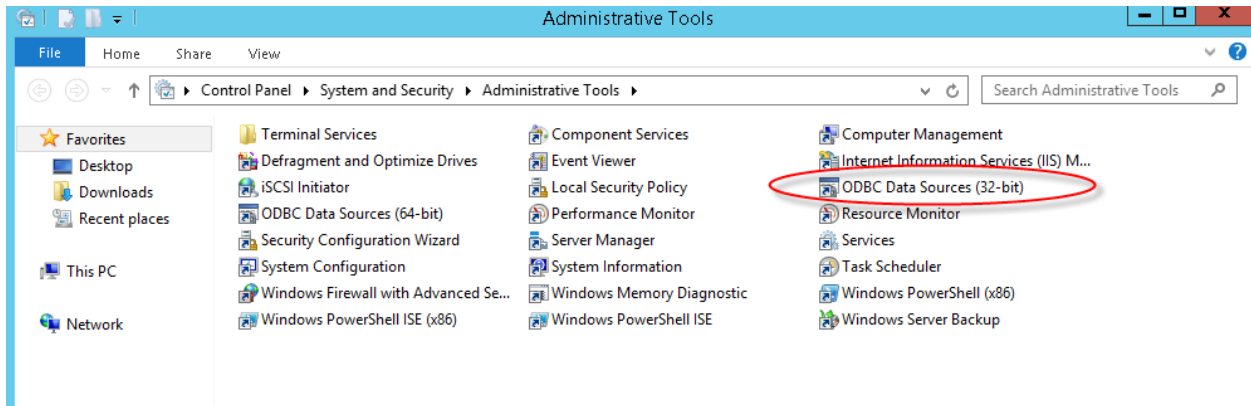 Administrative Tools
File Home Share View
Control Panel System and Security Administrative Tools Search Administrative Tools
Favorites
Desktop
Downloads
Recent places
This PC
Network
Terminal Services Component Services Computer Management
Defragment and Optimize Drives Event Viewer Internet Information Services (IIS) M...
iSCSI Initiator Local Security Policy ODBC Data Sources (32-bit)
ODBC Data Sources (64-bit) Performance Monitor Resource Monitor
Security Configuration Wizard Server Manager Services
System Configuration System Information Task Scheduler
Windows Firewall with Advanced Se... Windows Memory Diagnostic Windows PowerShell (x86)
Windows PowerShell ISE (x86) Windows PowerShell ISE Windows Server Backup